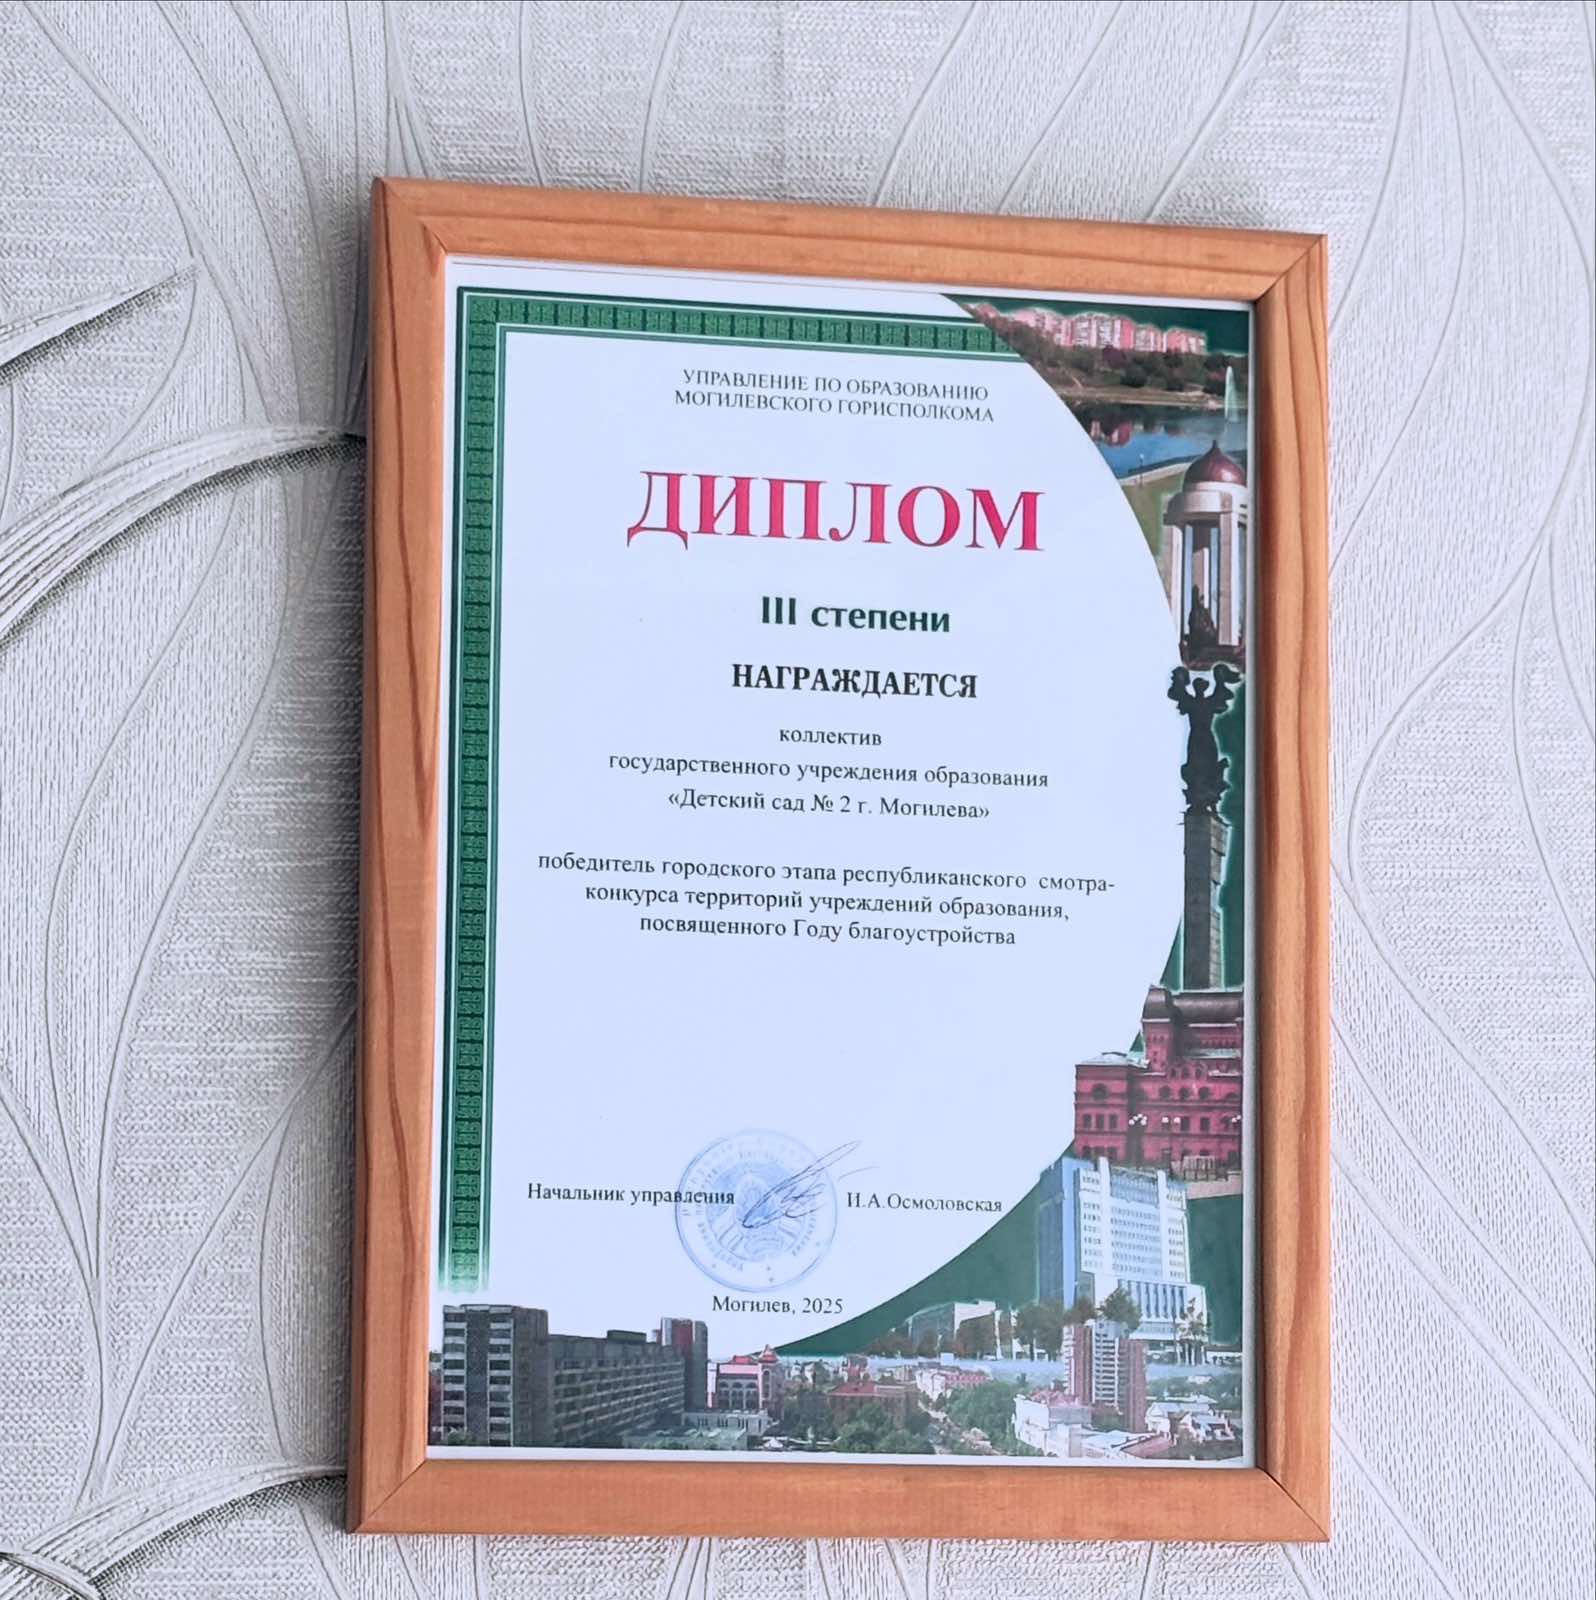 УПРАВЛЕНИЕ ПО ОБРАЗОВАНИЮ
МОГИЛЕВСКОГО ГОРИСПОЛКОМА
ДИПЛОМ
III степени
НАГРАЖДАЕТСЯ
коллектив
государственного учреждения образования
«Детский сад № 2 г. Могилева»
победитель городского этапа республиканского смотра-
конкурса территорий учреждений образования,
посвященного Году благоустройства
Начальник управления И.А.Осмоловская
Могилев, 2025